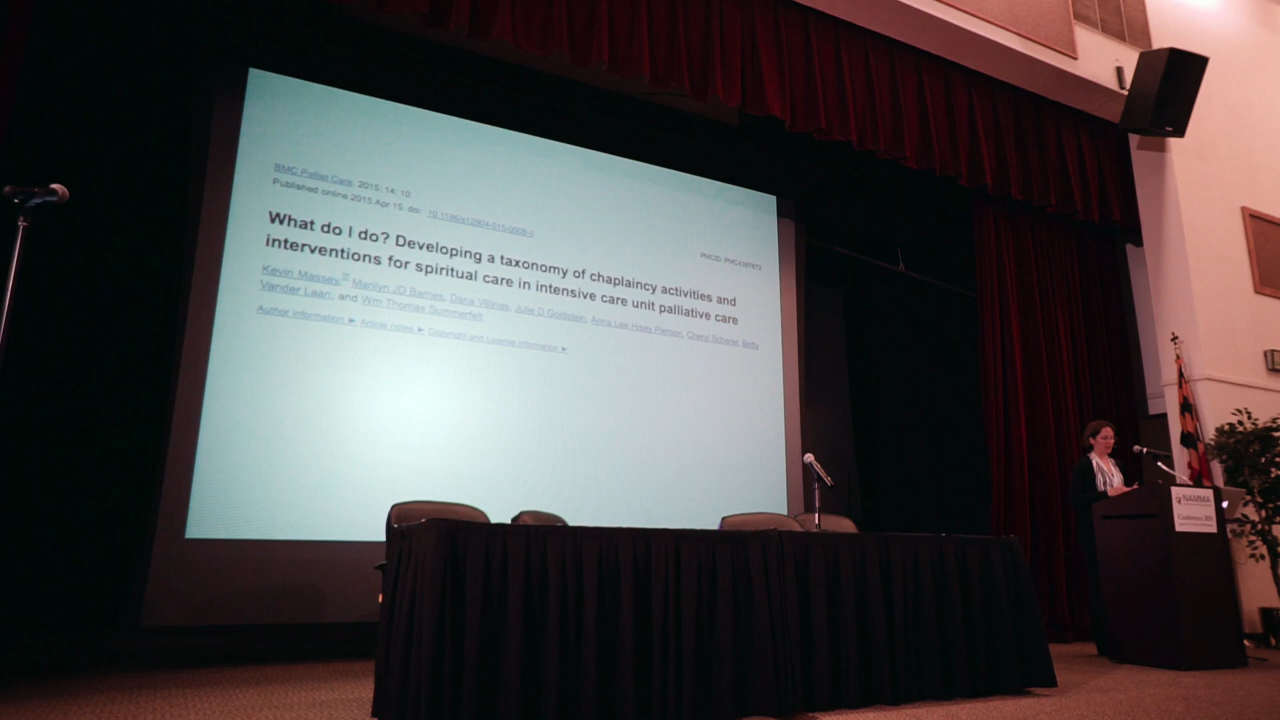 BMC Palliat Care. 2015; 14: 10.
Published online 2015 Apr 15. doi: 10.1186/s12904-015-0008-0
PMCID: PMC4397872
What do I do? Developing a taxonomy of chaplaincy activities and
interventions for spiritual care in intensive care unit palliative care
Kevin Massey, Marilyn JD Barnes, Dana Villines, Julie D Goldstein, Anna Lee Hisey Pierson, Cheryl Scherer, Betty
Vander Laan, and Wm Thomas Summerfelt
Author information ► Article notes ► Copyright and License information ►
NAMMA
Conference